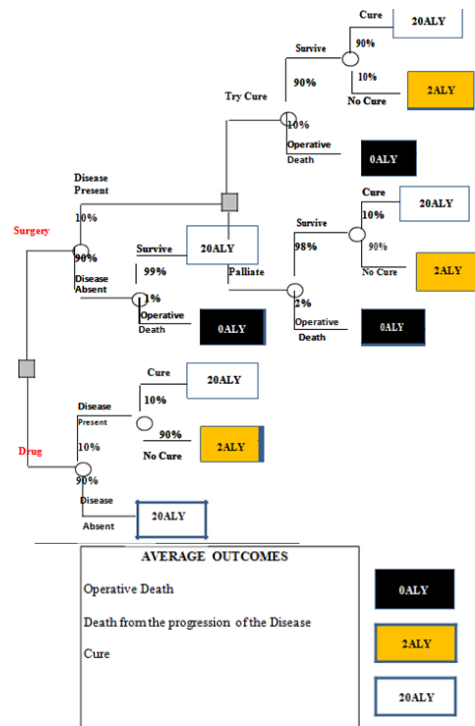 Cure
20ALY
Survive
90%
90%
10%
2ALY
No Cure
Try Cure
10%
Operative
Death
0ALY
Disease
Present
Cure
20ALY
10%
Survive
10%
Surgery
Survive
20ALY
98%
90%
90%
Disease
Absent
99%
Palliate
No Cure
2ALY
1%
2%
Operative
Death
0ALY
Operative
Death
0ALY
Cure
20ALY
10%
Disease
Present
90%
10%
No Cure
2ALY
Drug
90%
Disease
Absent
20ALY
AVERAGE OUTCOMES
Operative Death
0ALY
Death from the progression of the Disease
2ALY
Cure
20ALY